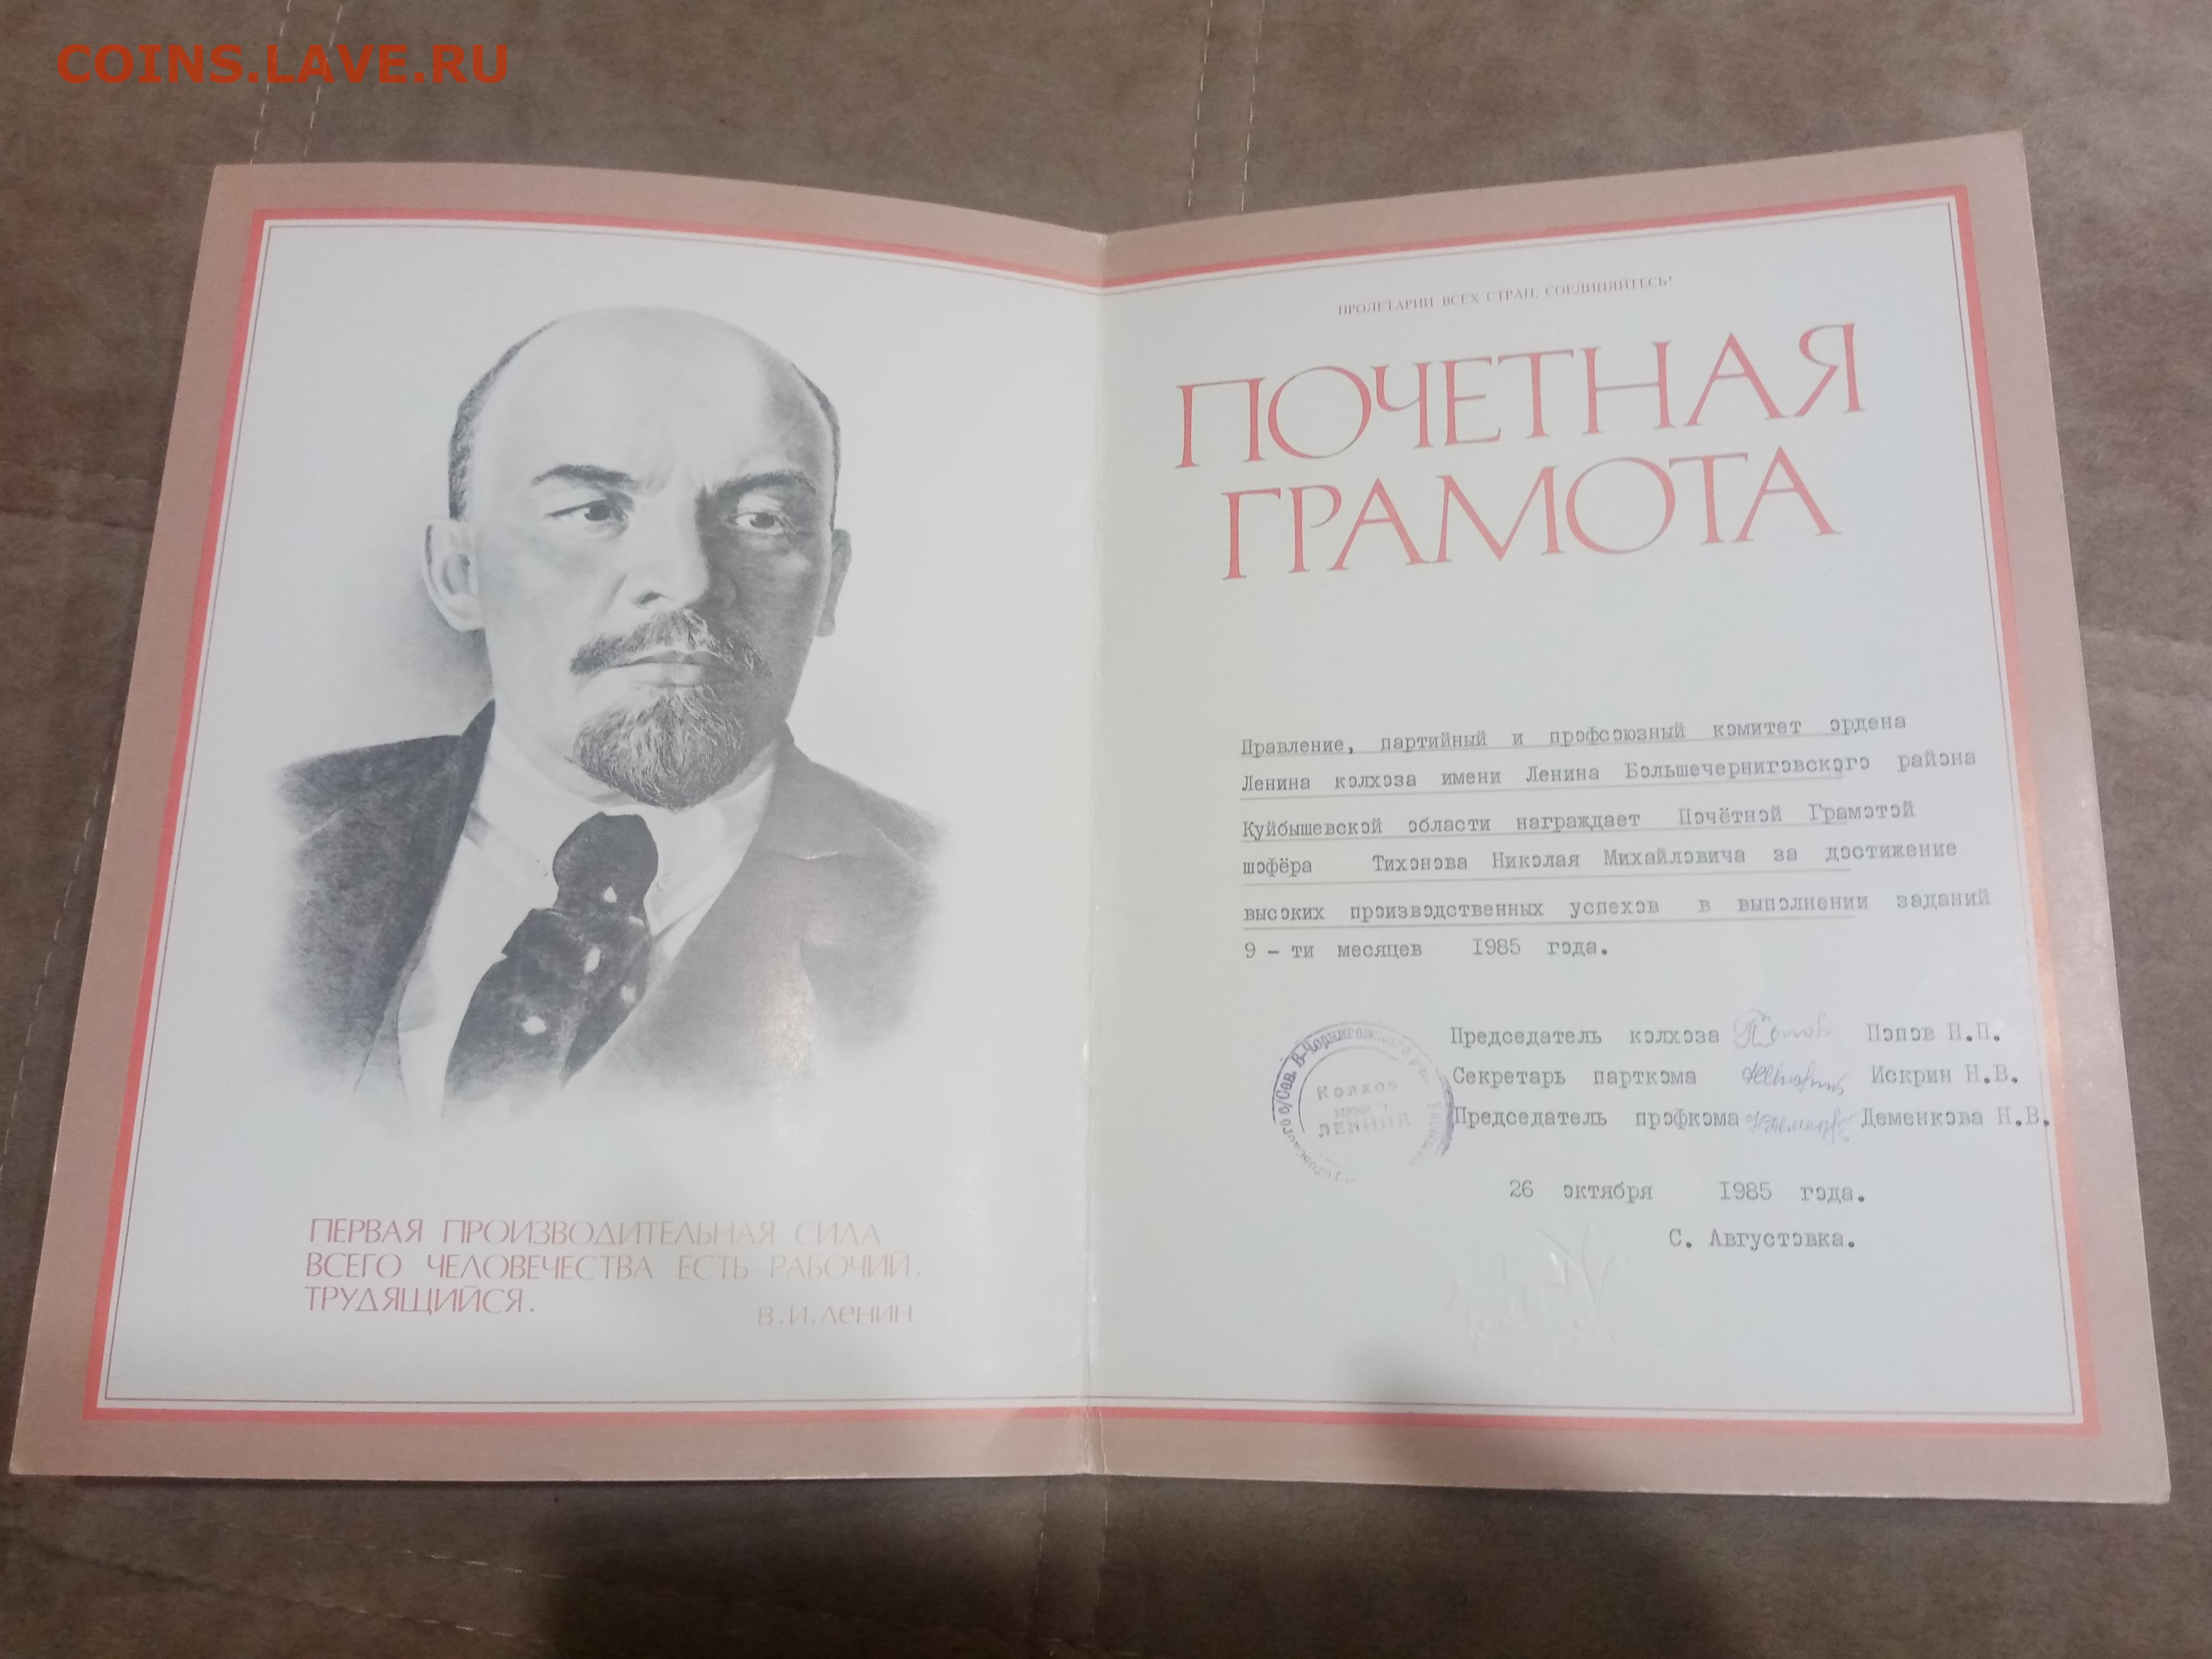 COINS.LAVE.RU
ПЕРВАЯ ПРОИЗВОДИТЕЛЬНАЯ СИЛА
ВСЕГО ЧЕЛОВЕЧЕСТВА ЕСТЬ РАБОЧИЙ,
ТРУДЯЩИЙСЯ.
В.И.ЛЕНИН
ПРОЛЕТАРИИ ВСЕХ СТРАН, СОЕДИНЯЙТЕСЬ!
ПОЧЕТНАЯ
ГРАМОТА
Правление, партийный и профсоюзный комитет ордена
Ленина колхоза имени Ленина Большечерниговского района
Куйбышевской области награждает Почётной Грамотой
шофёра Тихонова Николая Михайловича за достижение
высоких производственных успехов в выполнении заданий
9 - ти месяцев 1985 года.
Председатель колхоза Попов Попов Н.П.
Секретарь парткома Искрин Н.В.
Председатель профкома Деменкова Н.В.
Колхоз
ЛЕНИНА
26 октября 1985 года.
С. Августовка.